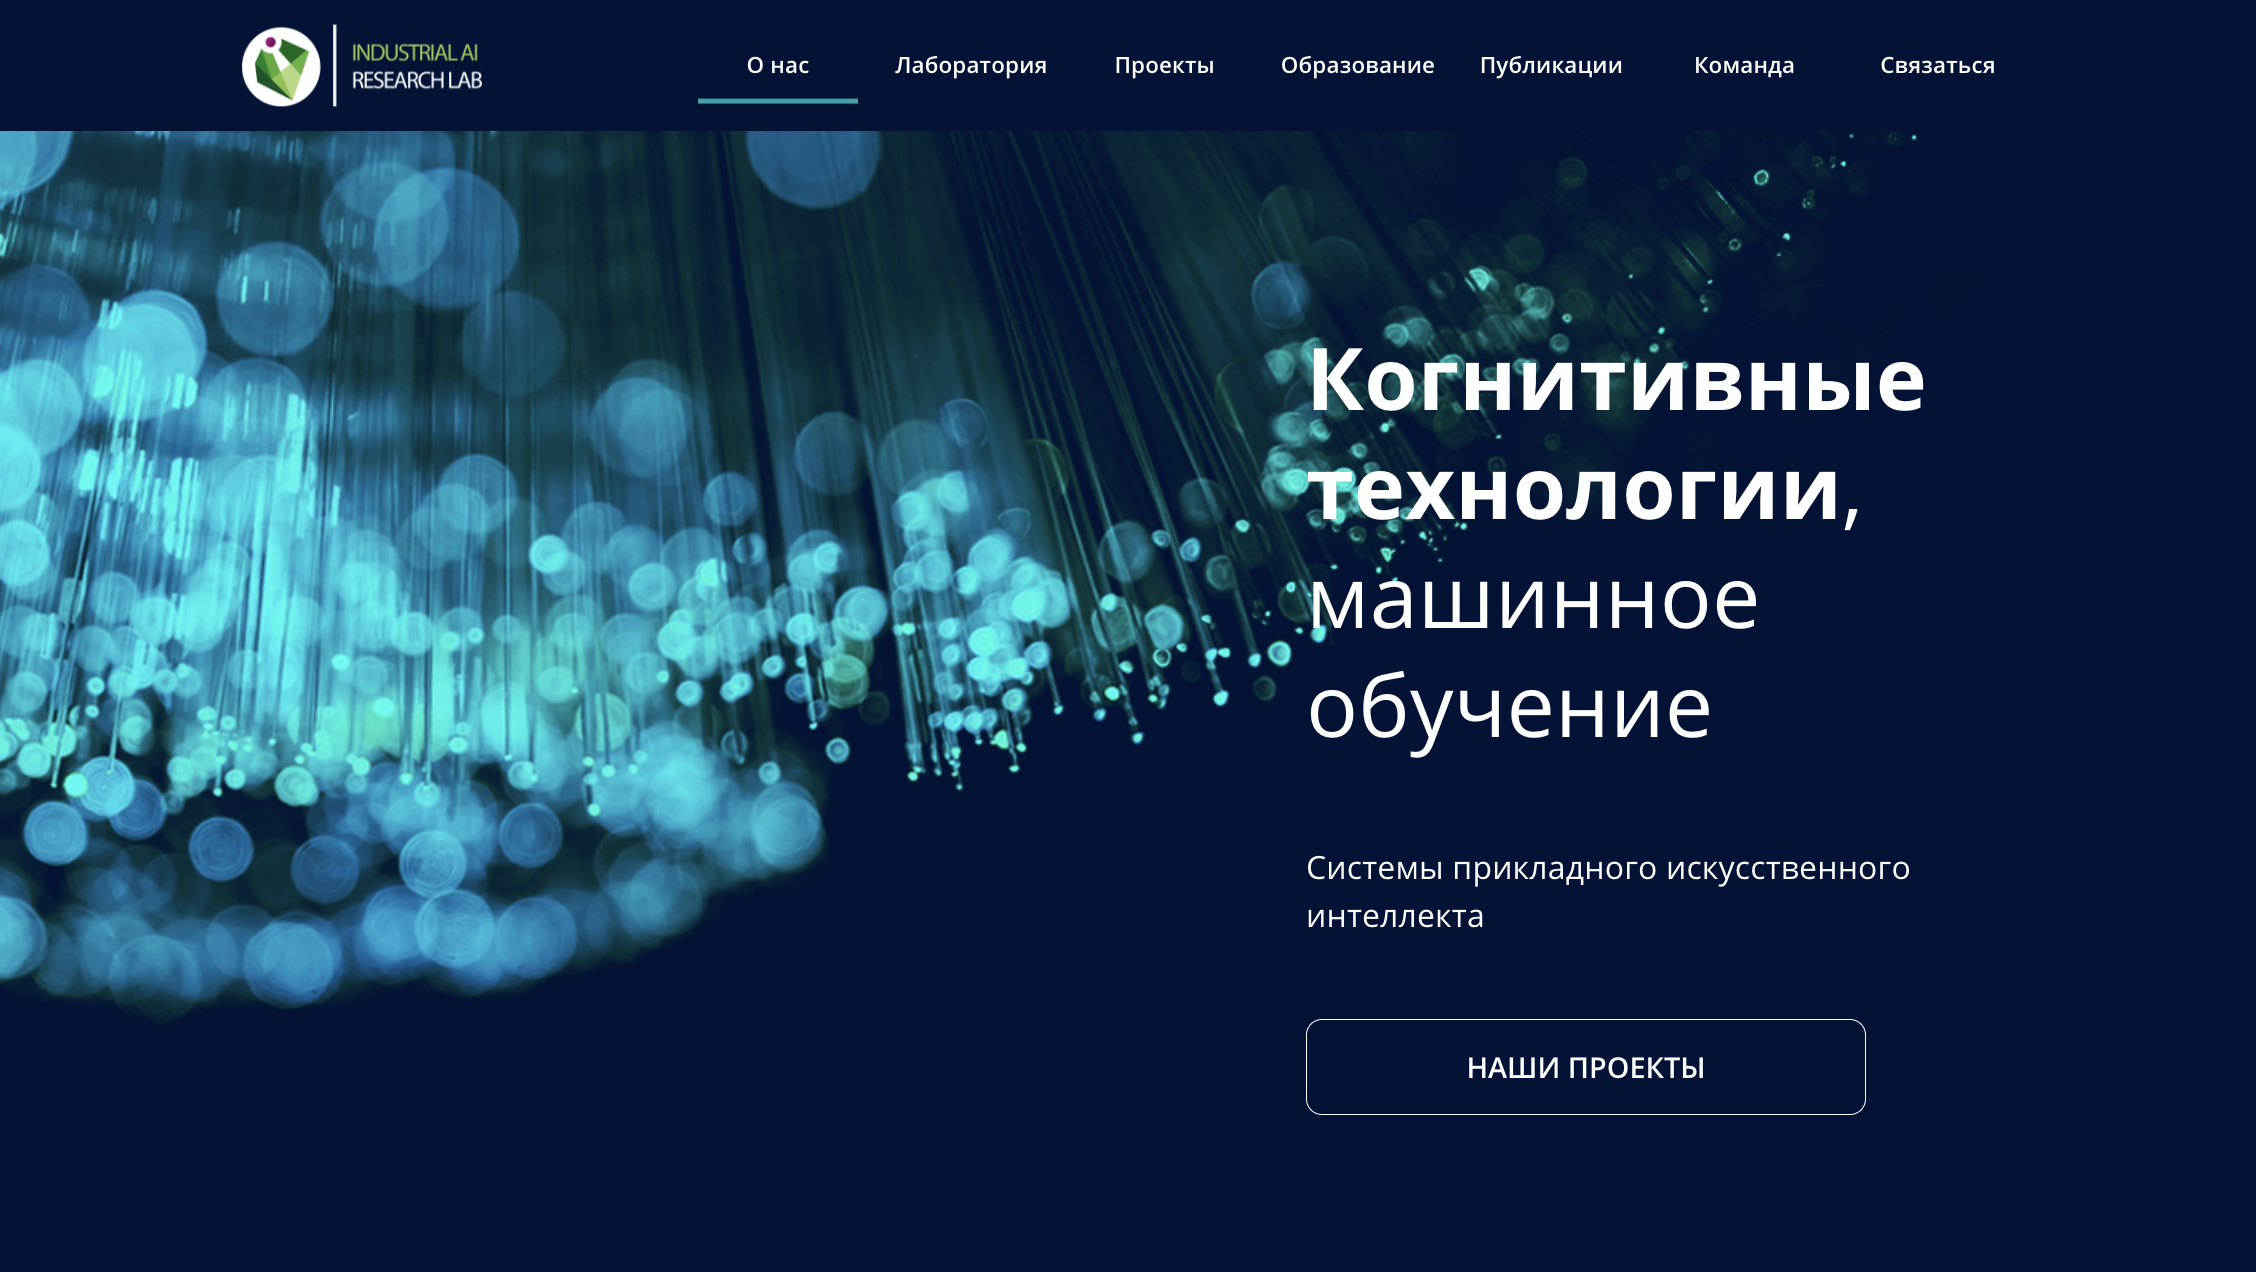 INDUSTRIAL AI
RESEARCH LAB
О нас
Лаборатория
Проекты
Образование
Публикации
Команда
Связаться
Когнитивные
технологии,
машинное
обучение
Системы прикладного искусственного
интеллекта
НАШИ ПРОЕКТЫ